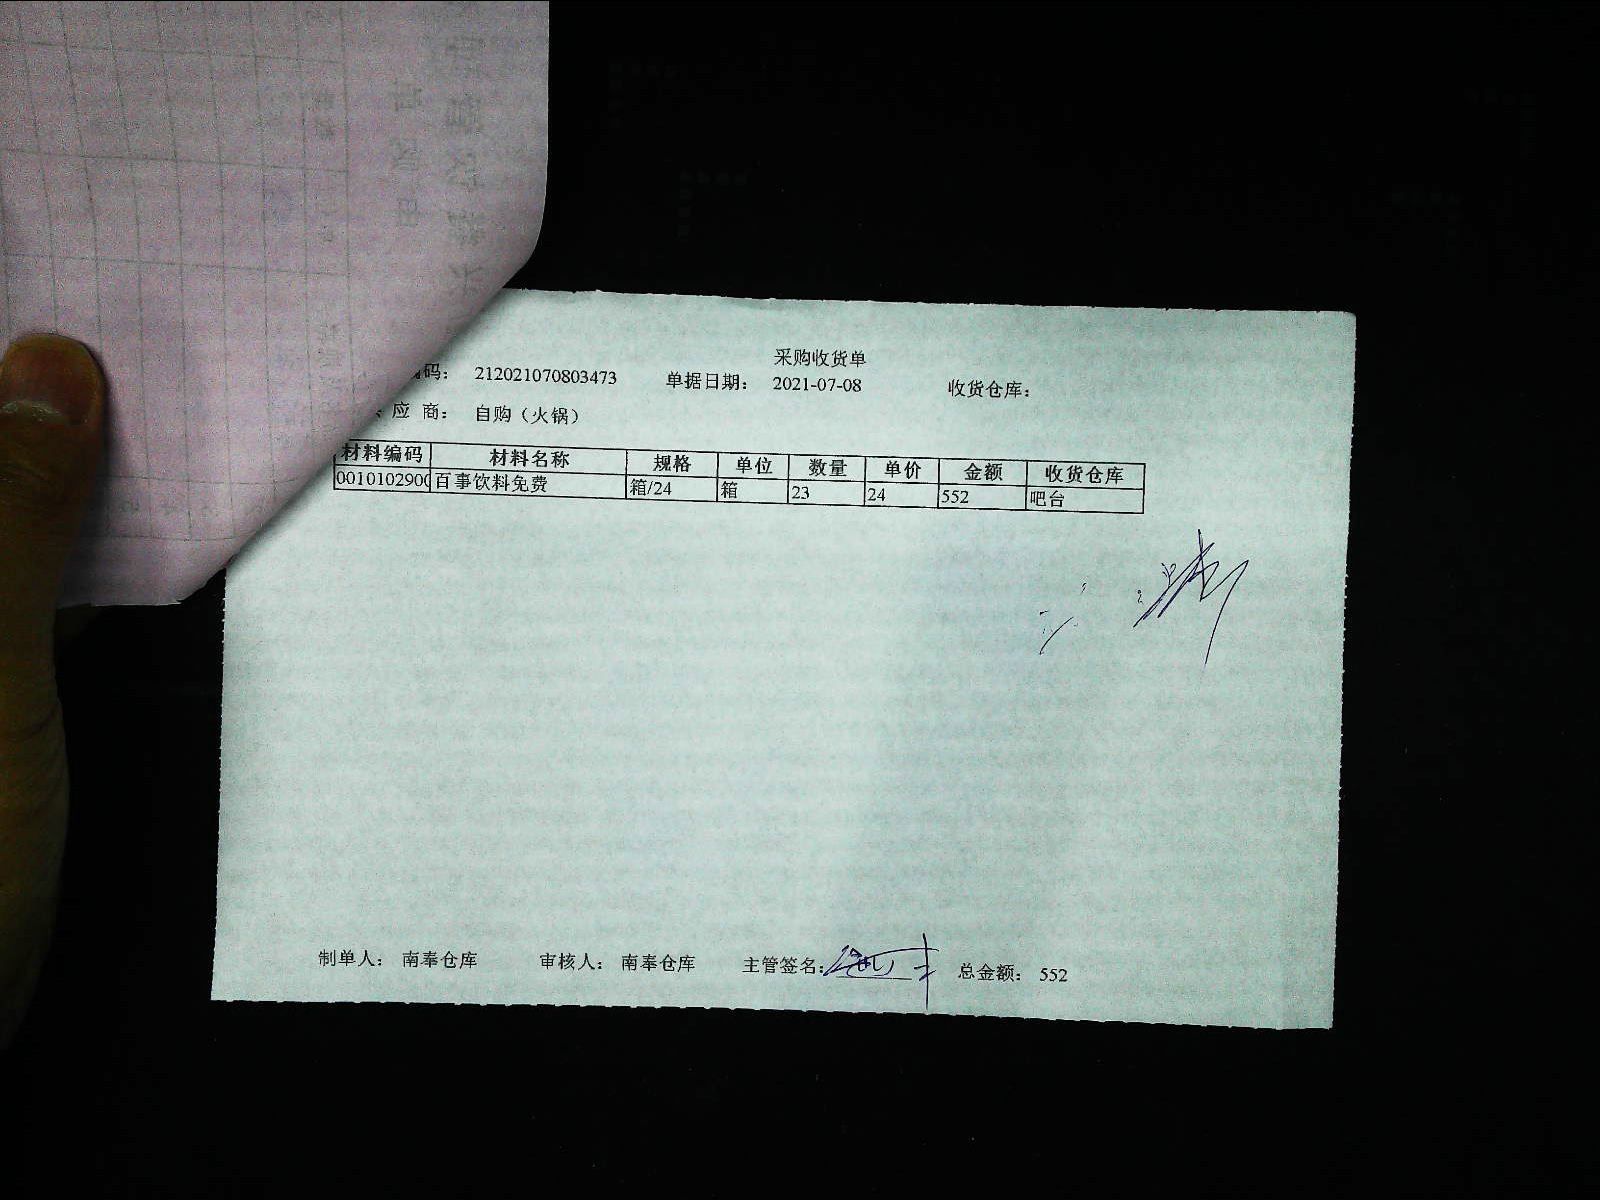 采购收货单
码： 212021070803473 单据日期： 2021-07-08 收货仓库：
应 商： 自购（火锅）
材料编码 材料名称 规格 单位 数量 单价 金额 收货仓库
0010102900 百事饮料免费 箱/24 箱 23 24 552 吧台
制单人： 南奉仓库 审核人： 南奉仓库 主管签名： 总金额： 552